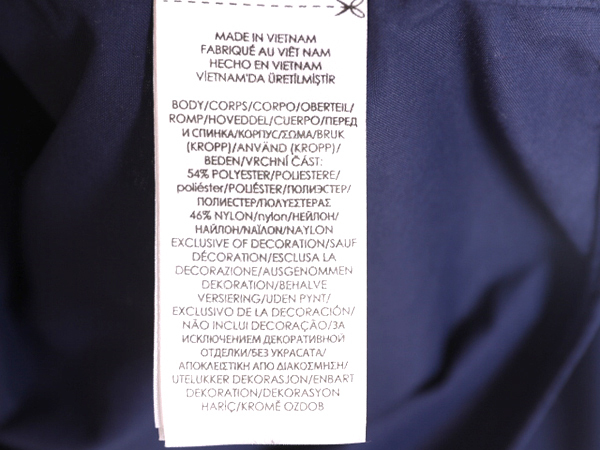 MADE IN VIETNAM
FABRIQUÉ AU VIÊT NAM
HECHO EN VIETNAM
VİETNAM'DA ÜRETİLMİŞTİR
BODY/CORPS/CORPO/OBERTEIL/
ROMP/HOVEDDEL/CUERPO/ПЕРЕД
И СПИНКА/КОРПУС/ΣΩΜΑ/BRUK
(KROPP)/ANVÄND (KROPP)/
BEDEN/VRCHNÍ ČÁST:
54% POLYESTER/POLIESTERE/
poliéster/POLIÉSTER/ПОЛИЭСТЕР/
ПОЛИЕСТЕР/ΠΟΛΥΕΣΤΕΡΑΣ
46% NYLON/nylon/НЕЙЛОН/
НАЙЛОН/ΝΑΪΛΟΝ/NAYLON
EXCLUSIVE OF DECORATION/SAUF
DÉCORATION/ESCLUSA LA
DECORAZIONE/AUSGENOMMEN
DEKORATION/BEHALVE
VERSIERING/UDEN PYNT/
EXCLUSIVO DE LA DECORACIÓN/
NÃO INCLUI DECORAÇÃO/ЗА
ИСКЛЮЧЕНИЕМ ДЕКОРАТИВНОЙ
ОТДЕЛКИ/БЕЗ УКРАСАТА/
ΑΠΟΚΛΕΙΣΤΙΚΗ ΑΠΟ ΔΙΑΚΟΣΜΗΣΗ/
UTELUKKER DEKORASJON/ENBART
DEKORATION/DEKORASYON
HARİÇ/KROMĚ OZDOB